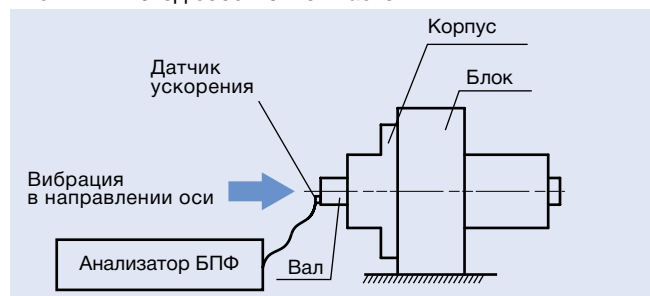 Корпус
Датчик
ускорения
Блок
Вибрация
в направлении оси
Анализатор БПФ
Вал